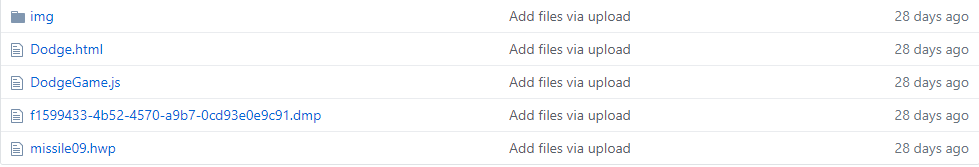 img Add files via upload 28 days ago
Dodge.html Add files via upload 28 days ago
DodgeGame.js Add files via upload 28 days ago
f1599433-4b52-4570-a9b7-0cd93e0e9c91.dmp Add files via upload 28 days ago
missile09.hwp Add files via upload 28 days ago